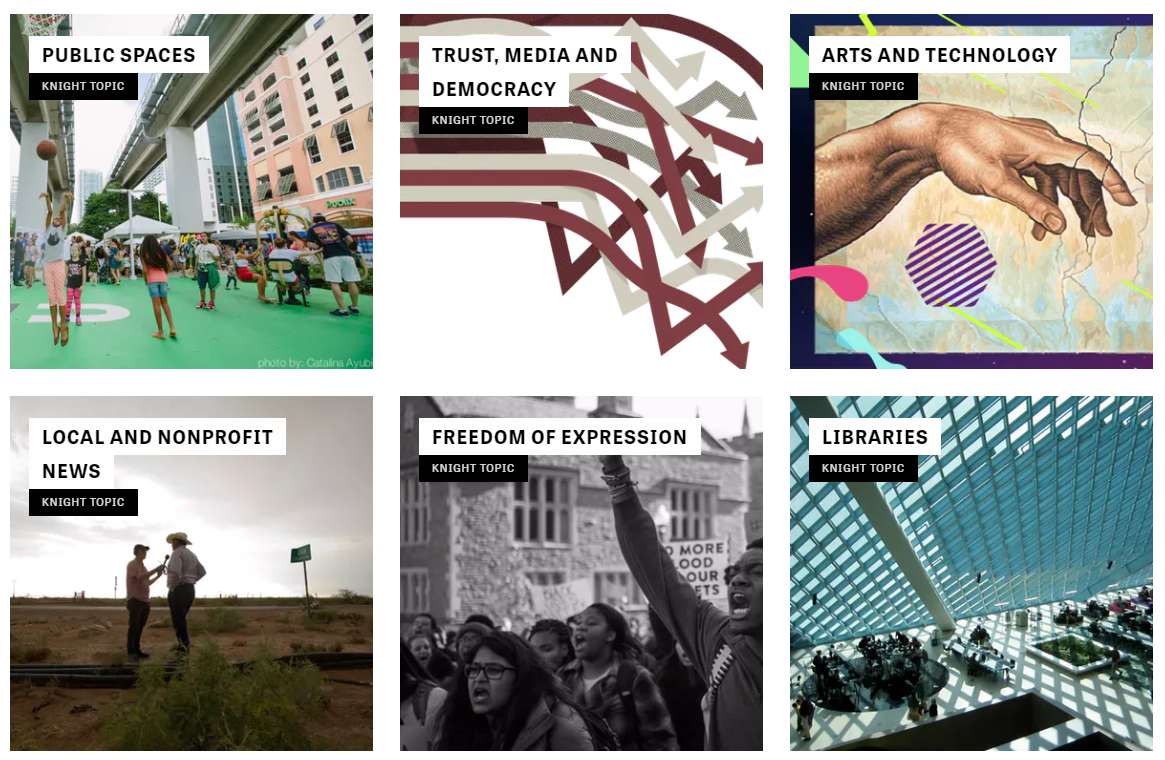 PUBLIC SPACES
KNIGHT TOPIC
photo by: Catalina Ayubi
TRUST, MEDIA AND
DEMOCRACY
KNIGHT TOPIC
ARTS AND TECHNOLOGY
KNIGHT TOPIC
LOCAL AND NONPROFIT
NEWS
KNIGHT TOPIC
FREEDOM OF EXPRESSION
KNIGHT TOPIC
O MORE
LOOD
OUR
ETS
LIBRARIES
KNIGHT TOPIC